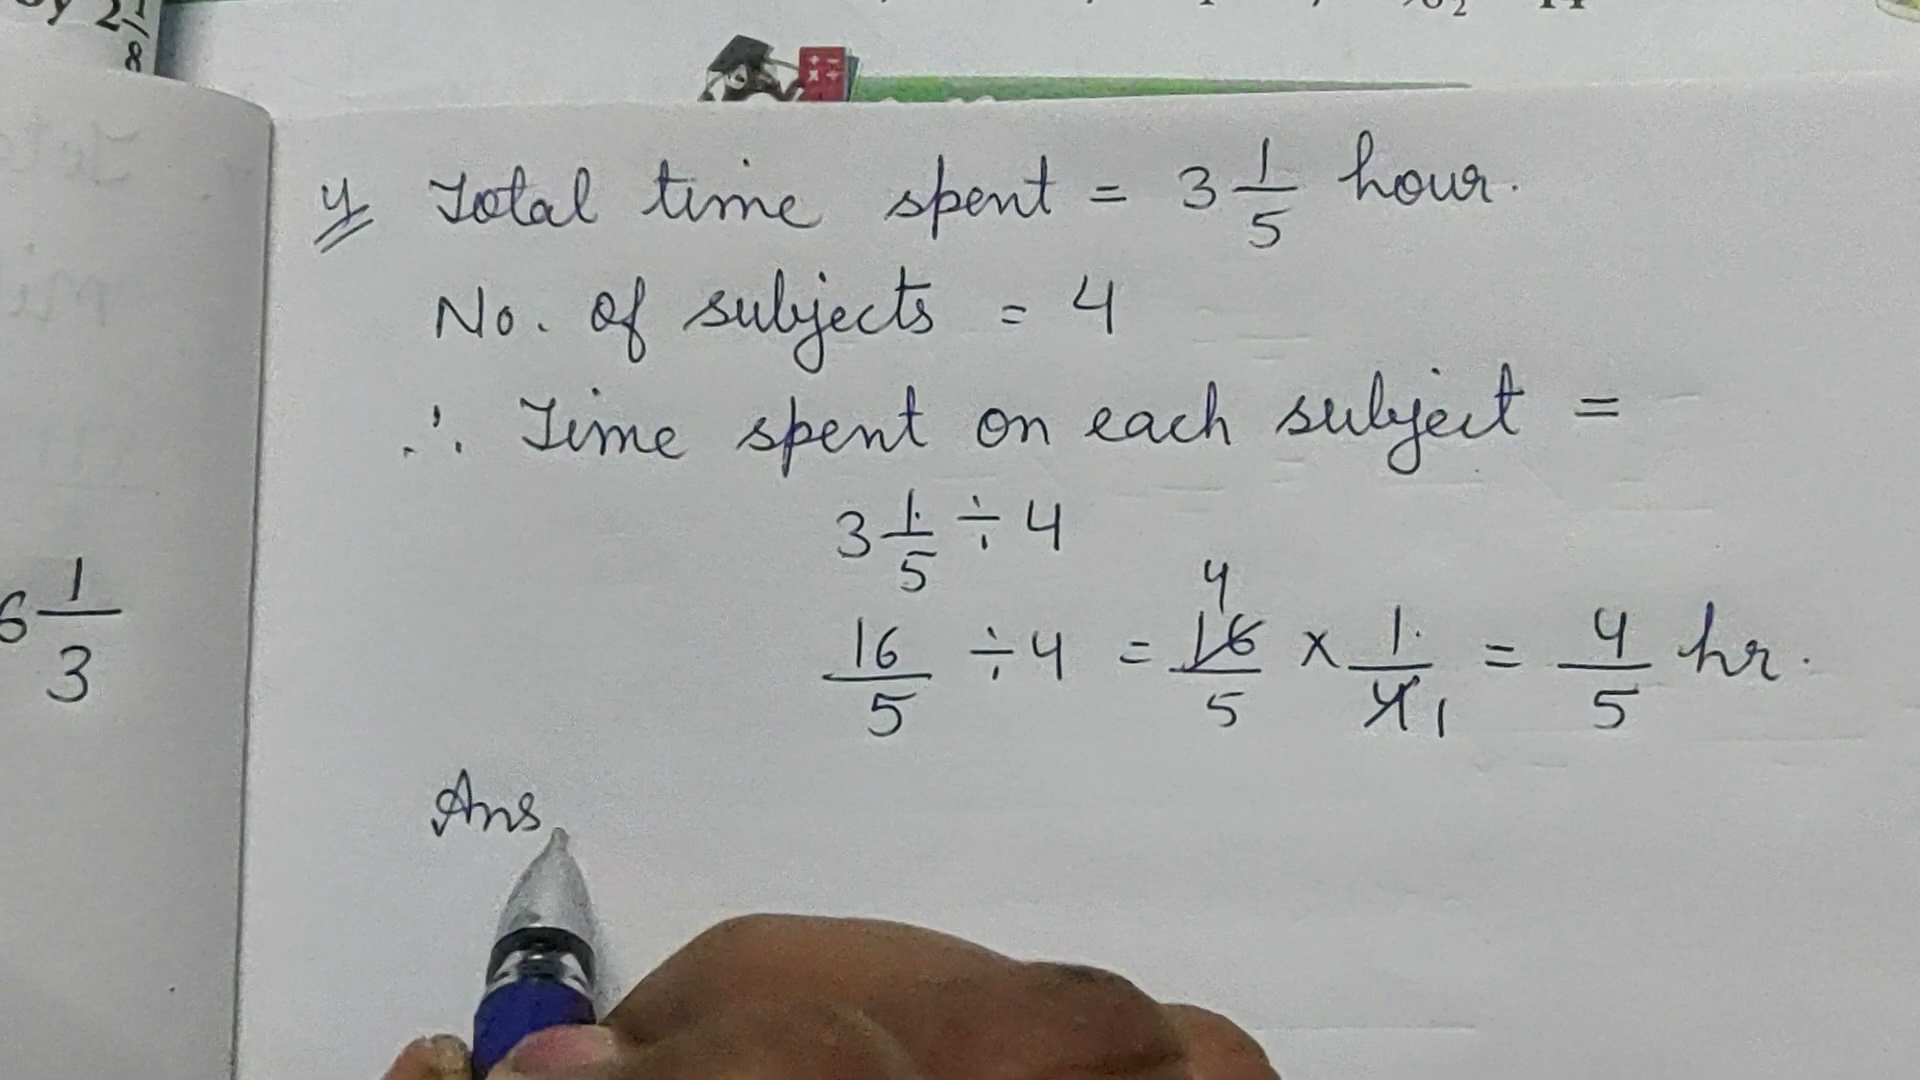 4 Total time spent = 3 1/5 hour.
No. of subjects = 4
∴ Time spent on each subject =
3 1/5 ÷ 4
16/5 ÷ 4 = 16/5 × 1/4 = 4/5 hr.
4
1
Ans
6 1/3